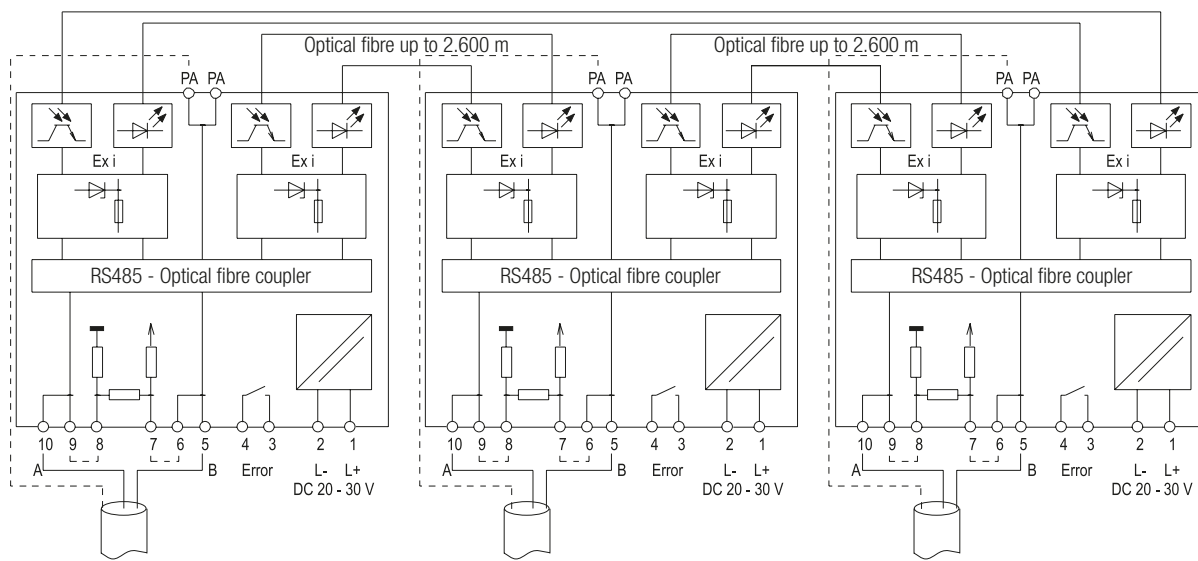 Optical fibre up to 2.600 m
Optical fibre up to 2.600 m
PA PA
PA PA
PA PA
Ex i Ex i
Ex i Ex i
Ex i Ex i
RS485 - Optical fibre coupler
RS485 - Optical fibre coupler
RS485 - Optical fibre coupler
10 9 8 7 6 5 4 3 2 1
10 9 8 7 6 5 4 3 2 1
10 9 8 7 6 5 4 3 2 1
A B Error L- L+
A B Error L- L+
A B Error L- L+
DC 20 - 30 V
DC 20 - 30 V
DC 20 - 30 V